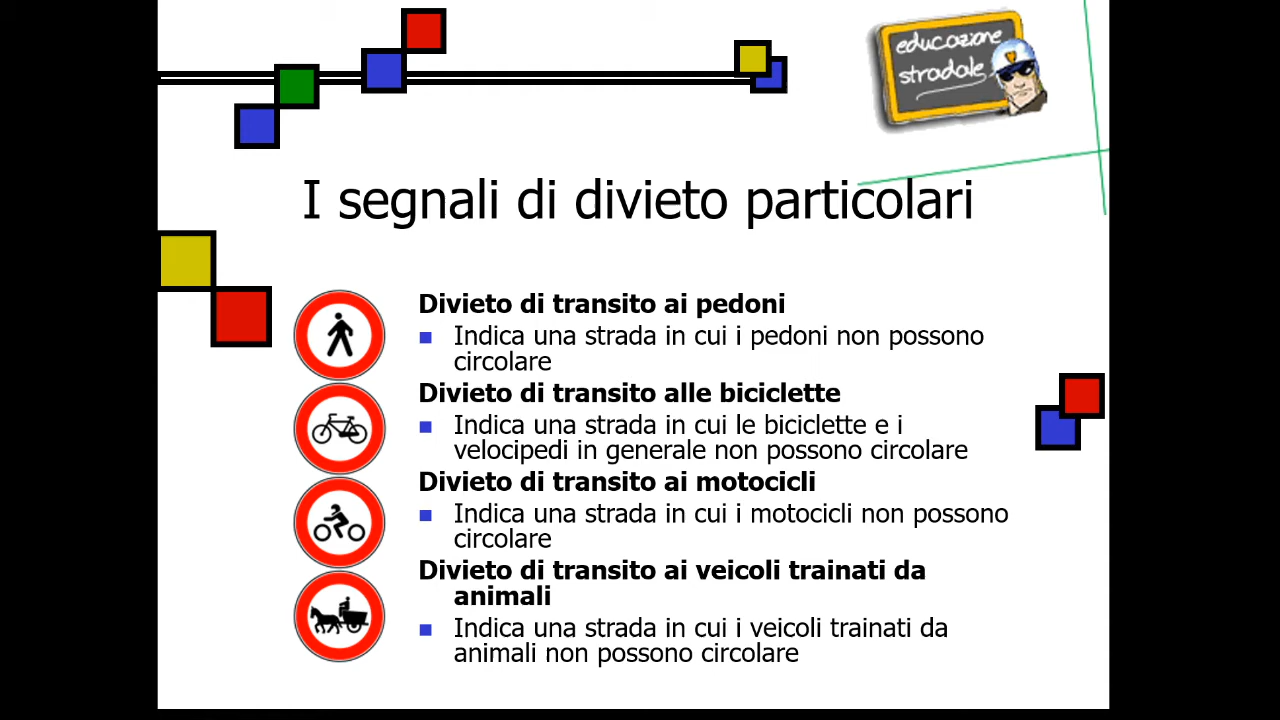 educazione
stradale
I segnali di divieto particolari
Divieto di transito ai pedoni
Indica una strada in cui i pedoni non possono
circolare
Divieto di transito alle biciclette
Indica una strada in cui le biciclette e i
velocipedi in generale non possono circolare
Divieto di transito ai motocicli
Indica una strada in cui i motocicli non possono
circolare
Divieto di transito ai veicoli trainati da
animali
Indica una strada in cui i veicoli trainati da
animali non possono circolare